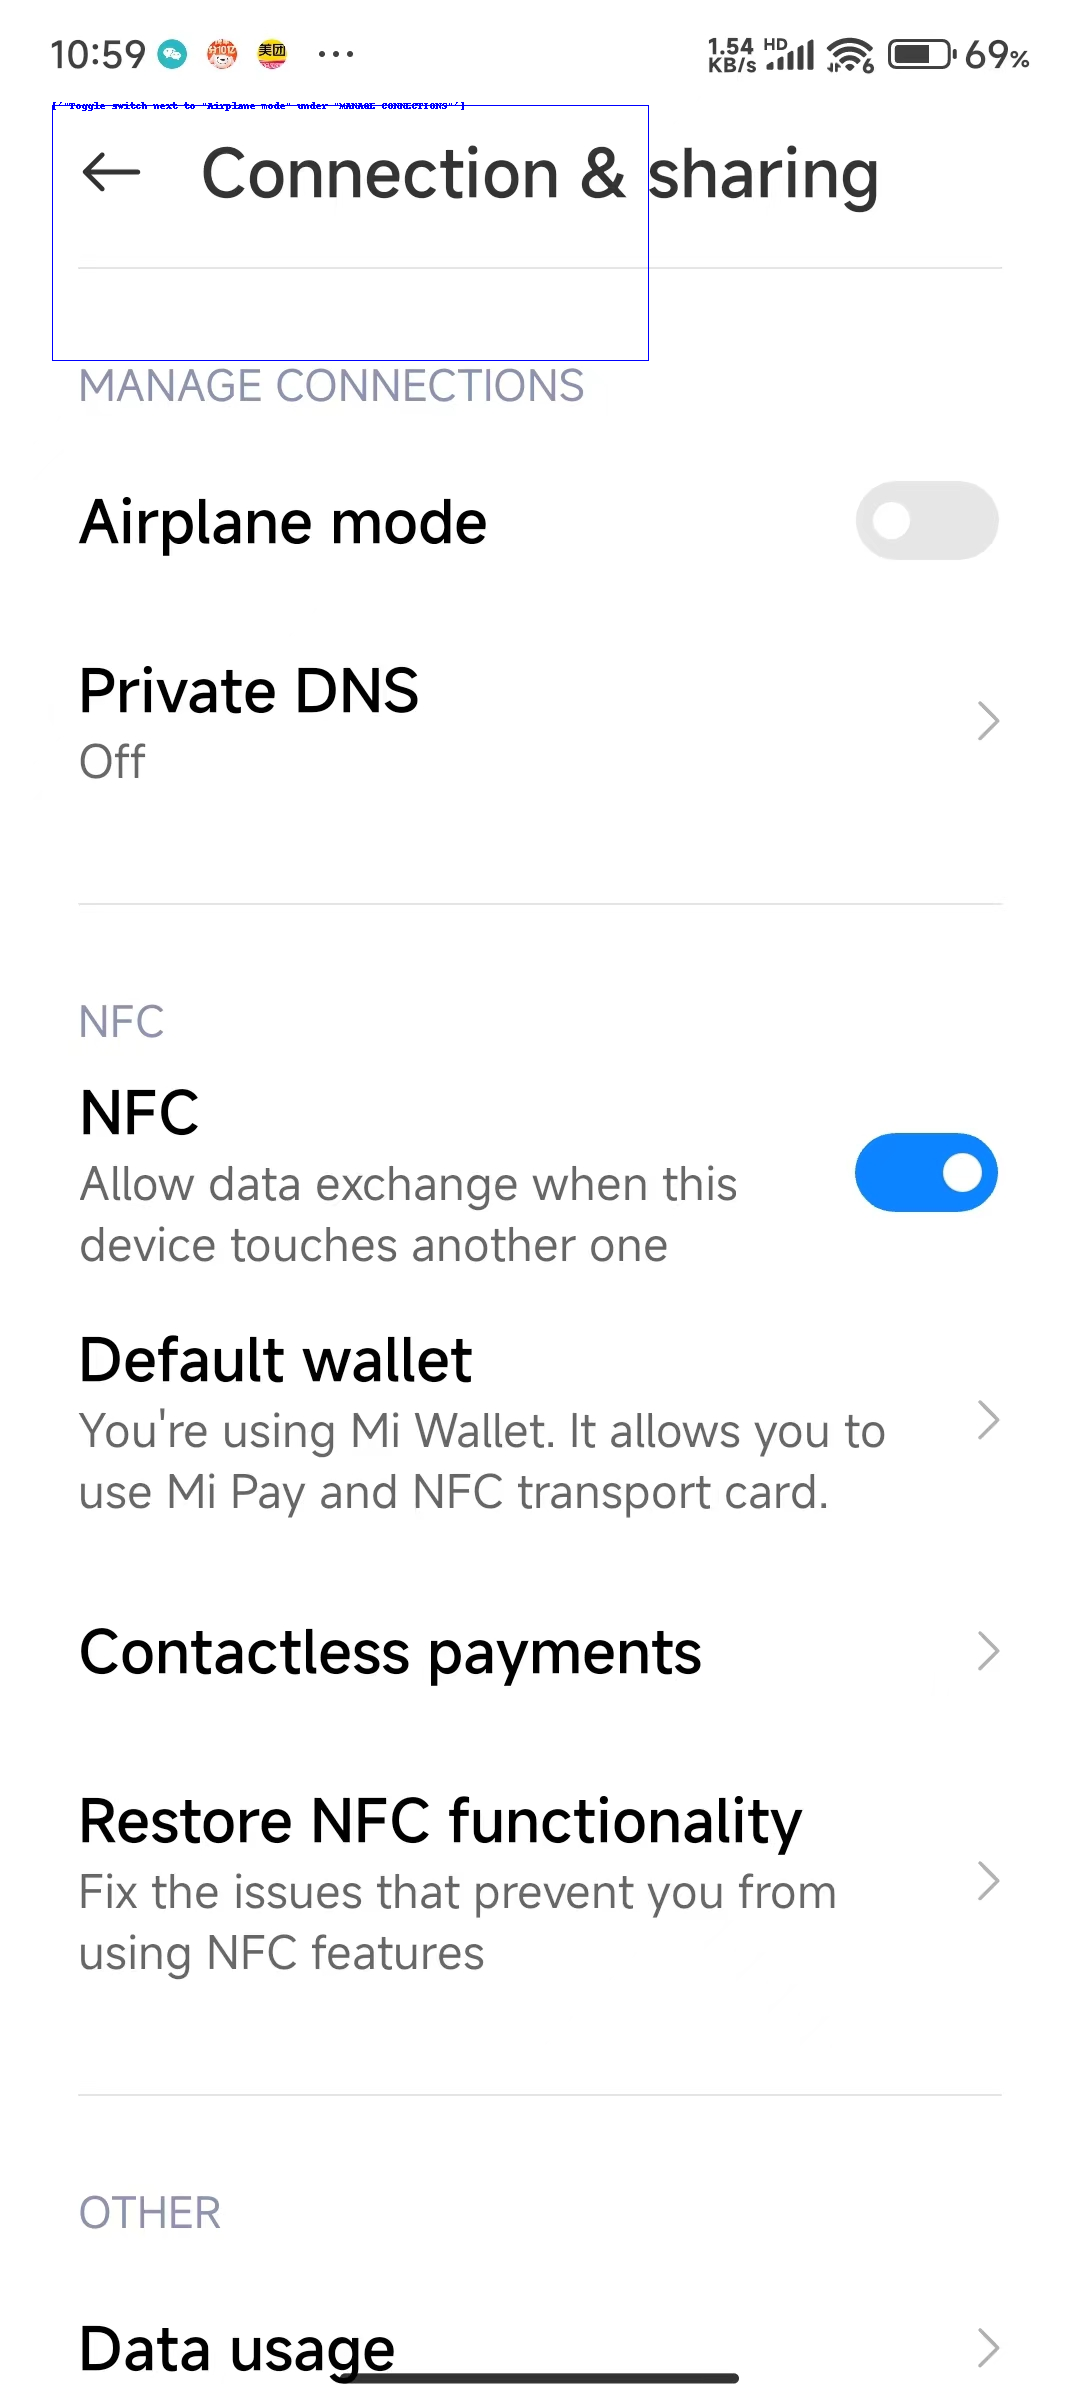 10:59 美团 ... 1.54 KB/s HD 6 69%
['"Toggle switch next to "Airplane mode" under "MANAGE CONNECTIONS"']
Connection & sharing
MANAGE CONNECTIONS
Airplane mode
Private DNS
Off
NFC
NFC
Allow data exchange when this
device touches another one
Default wallet
You're using Mi Wallet. It allows you to
use Mi Pay and NFC transport card.
Contactless payments
Restore NFC functionality
Fix the issues that prevent you from
using NFC features
OTHER
Data usage